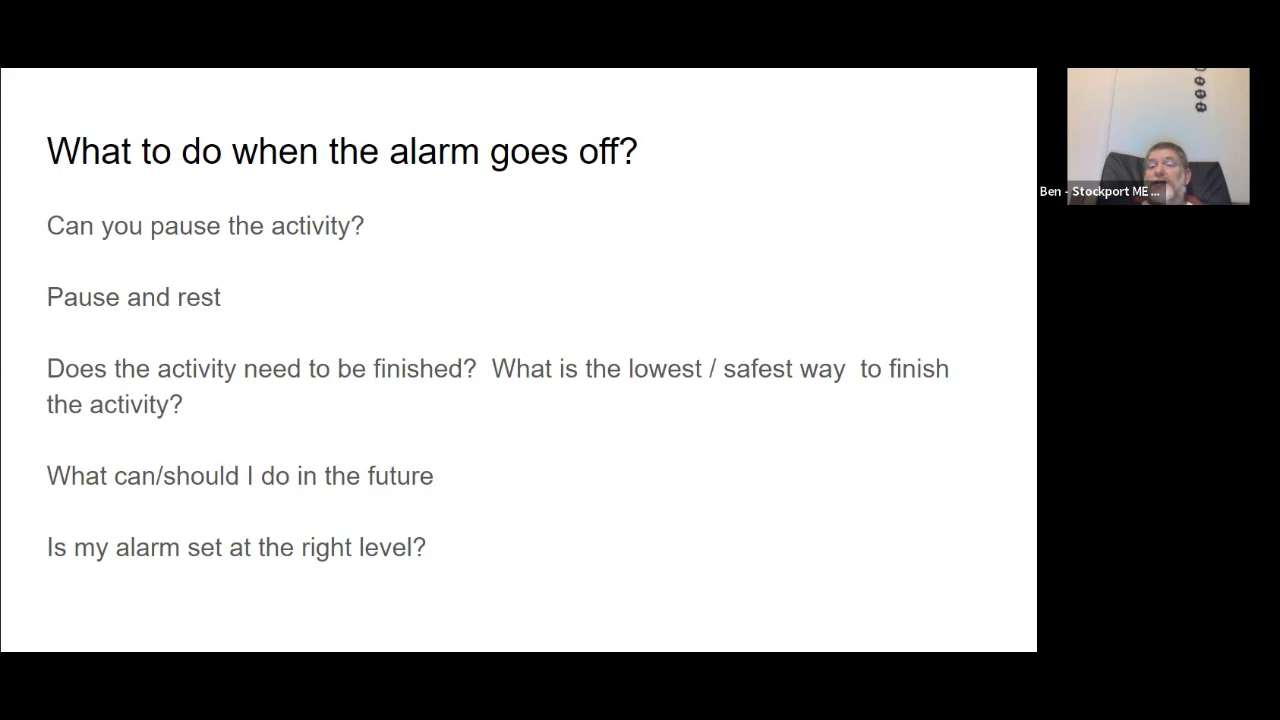 What to do when the alarm goes off?
Can you pause the activity?
Pause and rest
Does the activity need to be finished?  What is the lowest / safest way  to finish
the activity?
What can/should I do in the future
Is my alarm set at the right level?
Ben - Stockport ME ...